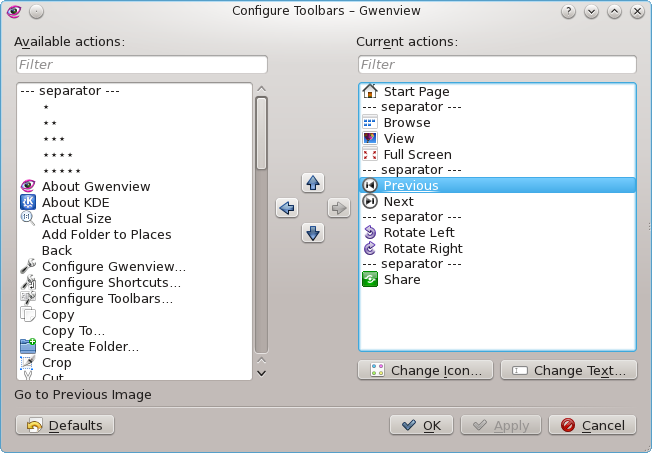 Configure Toolbars – Gwenview
Available actions:
Current actions:
Filter
Filter
--- separator ---
*
* *
* * *
* * * *
* * * * *
About Gwenview
About KDE
Actual Size
Add Folder to Places
Back
Configure Gwenview...
Configure Shortcuts...
Configure Toolbars...
Copy
Copy To...
Create Folder...
Crop
Cut
Start Page
--- separator ---
Browse
View
Full Screen
--- separator ---
Previous
Next
--- separator ---
Rotate Left
Rotate Right
--- separator ---
Share
Change Icon...
Change Text...
Go to Previous Image
Defaults
OK
Apply
Cancel